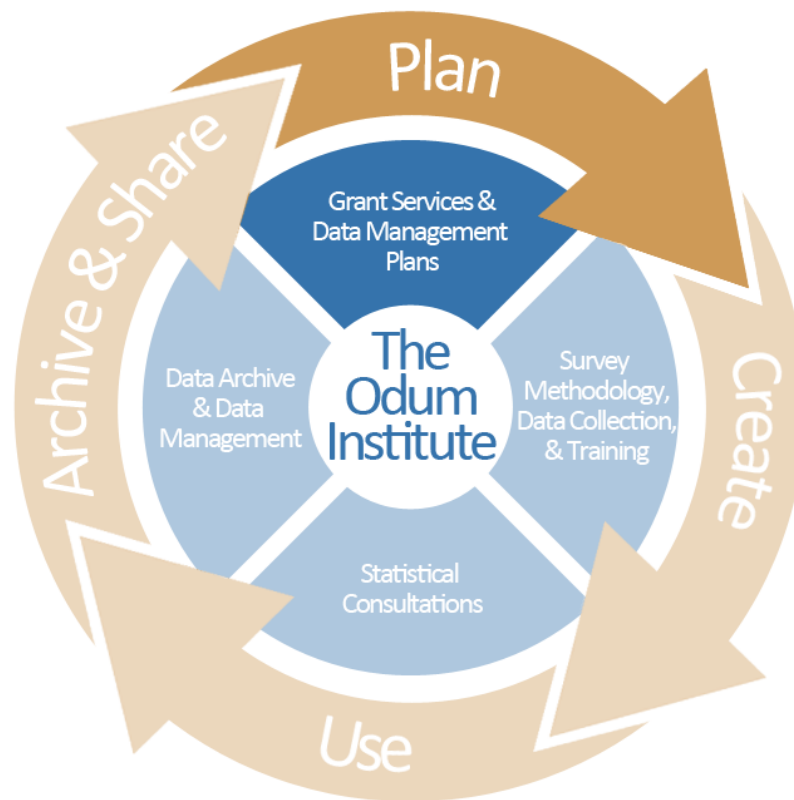 Plan
Grant Services &
Data Management
Plans
Archive & Share
Data Archive
& Data
Management
The
Odum
Institute
Survey
Methodology,
Data Collection,
& Training
Create
Statistical
Consultations
Use